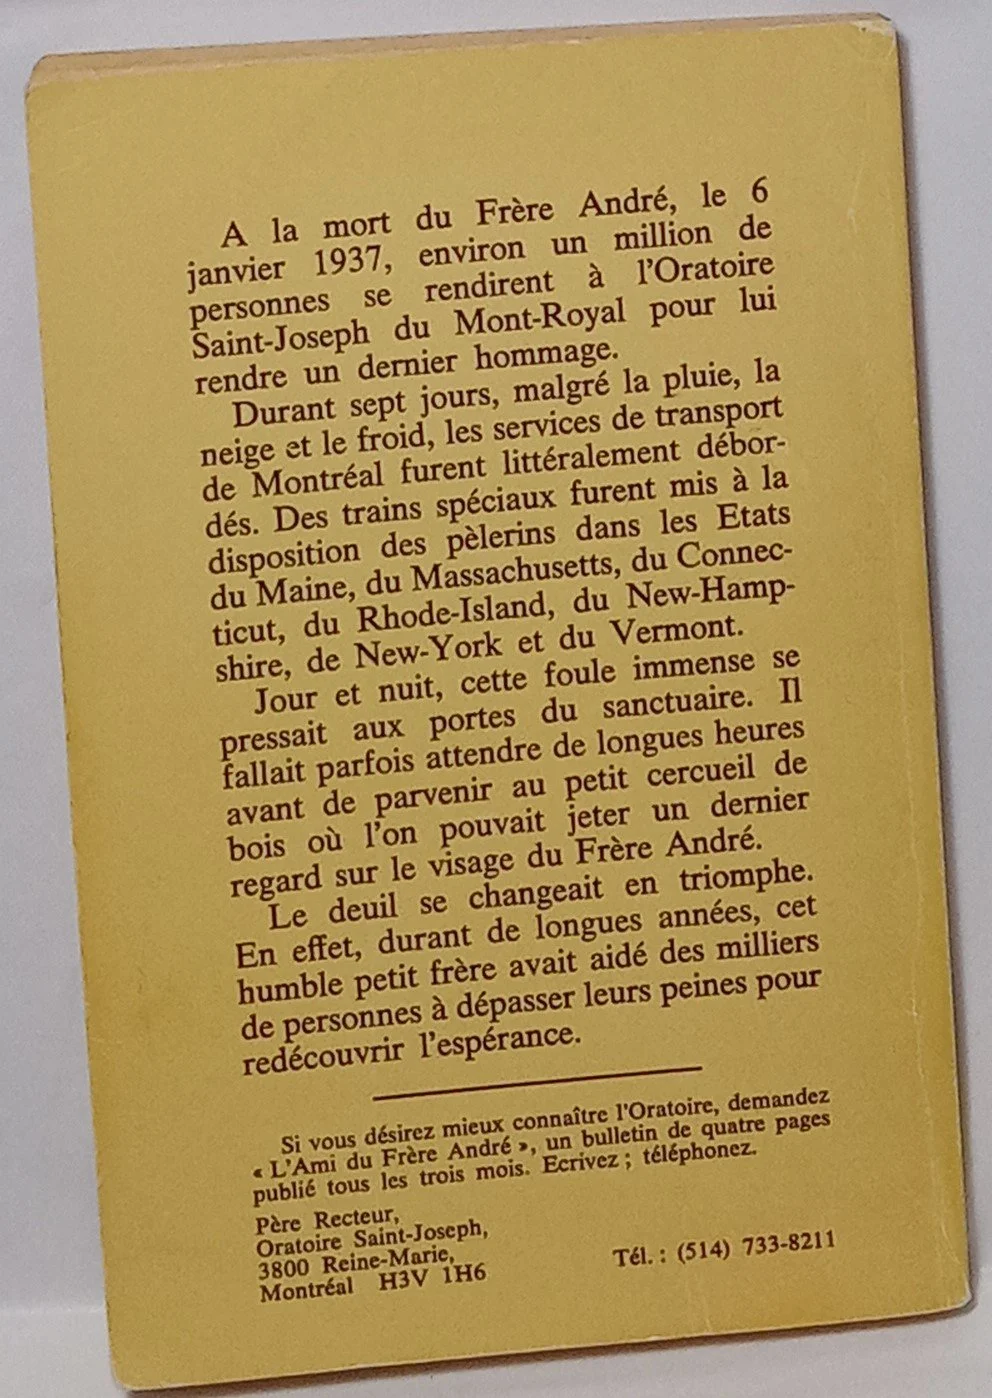 A la mort du Frère André, le 6
janvier 1937, environ un million de
personnes se rendirent à l'Oratoire
Saint-Joseph du Mont-Royal pour lui
rendre un dernier hommage.
Durant sept jours, malgré la pluie, la
neige et le froid, les services de transport
de Montréal furent littéralement débor-
dés. Des trains spéciaux furent mis à la
disposition des pèlerins dans les Etats
du Maine, du Massachusetts, du Connec-
ticut, du Rhode-Island, du New-Hamp-
shire, de New-York et du Vermont.
Jour et nuit, cette foule immense se
pressait aux portes du sanctuaire. Il
fallait parfois attendre de longues heures
avant de parvenir au petit cercueil de
bois où l'on pouvait jeter un dernier
regard sur le visage du Frère André.
Le deuil se changeait en triomphe.
En effet, durant de longues années, cet
humble petit frère avait aidé des milliers
de personnes à dépasser leurs peines pour
redécouvrir l'espérance.
Si vous désirez mieux connaître l'Oratoire, demandez
« L'Ami du Frère André », un bulletin de quatre pages
publié tous les trois mois. Ecrivez ; téléphonez.
Père Recteur,
Oratoire Saint-Joseph,
3800 Reine-Marie,
Montréal H3V 1H6
Tél. : (514) 733-8211